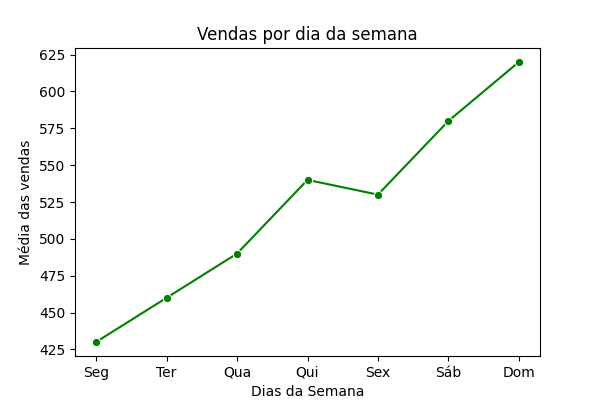 Vendas por dia da semana
625
600
575
550
525
500
475
450
425
Média das vendas
Seg Ter Qua Qui Sex Sáb Dom
Dias da Semana